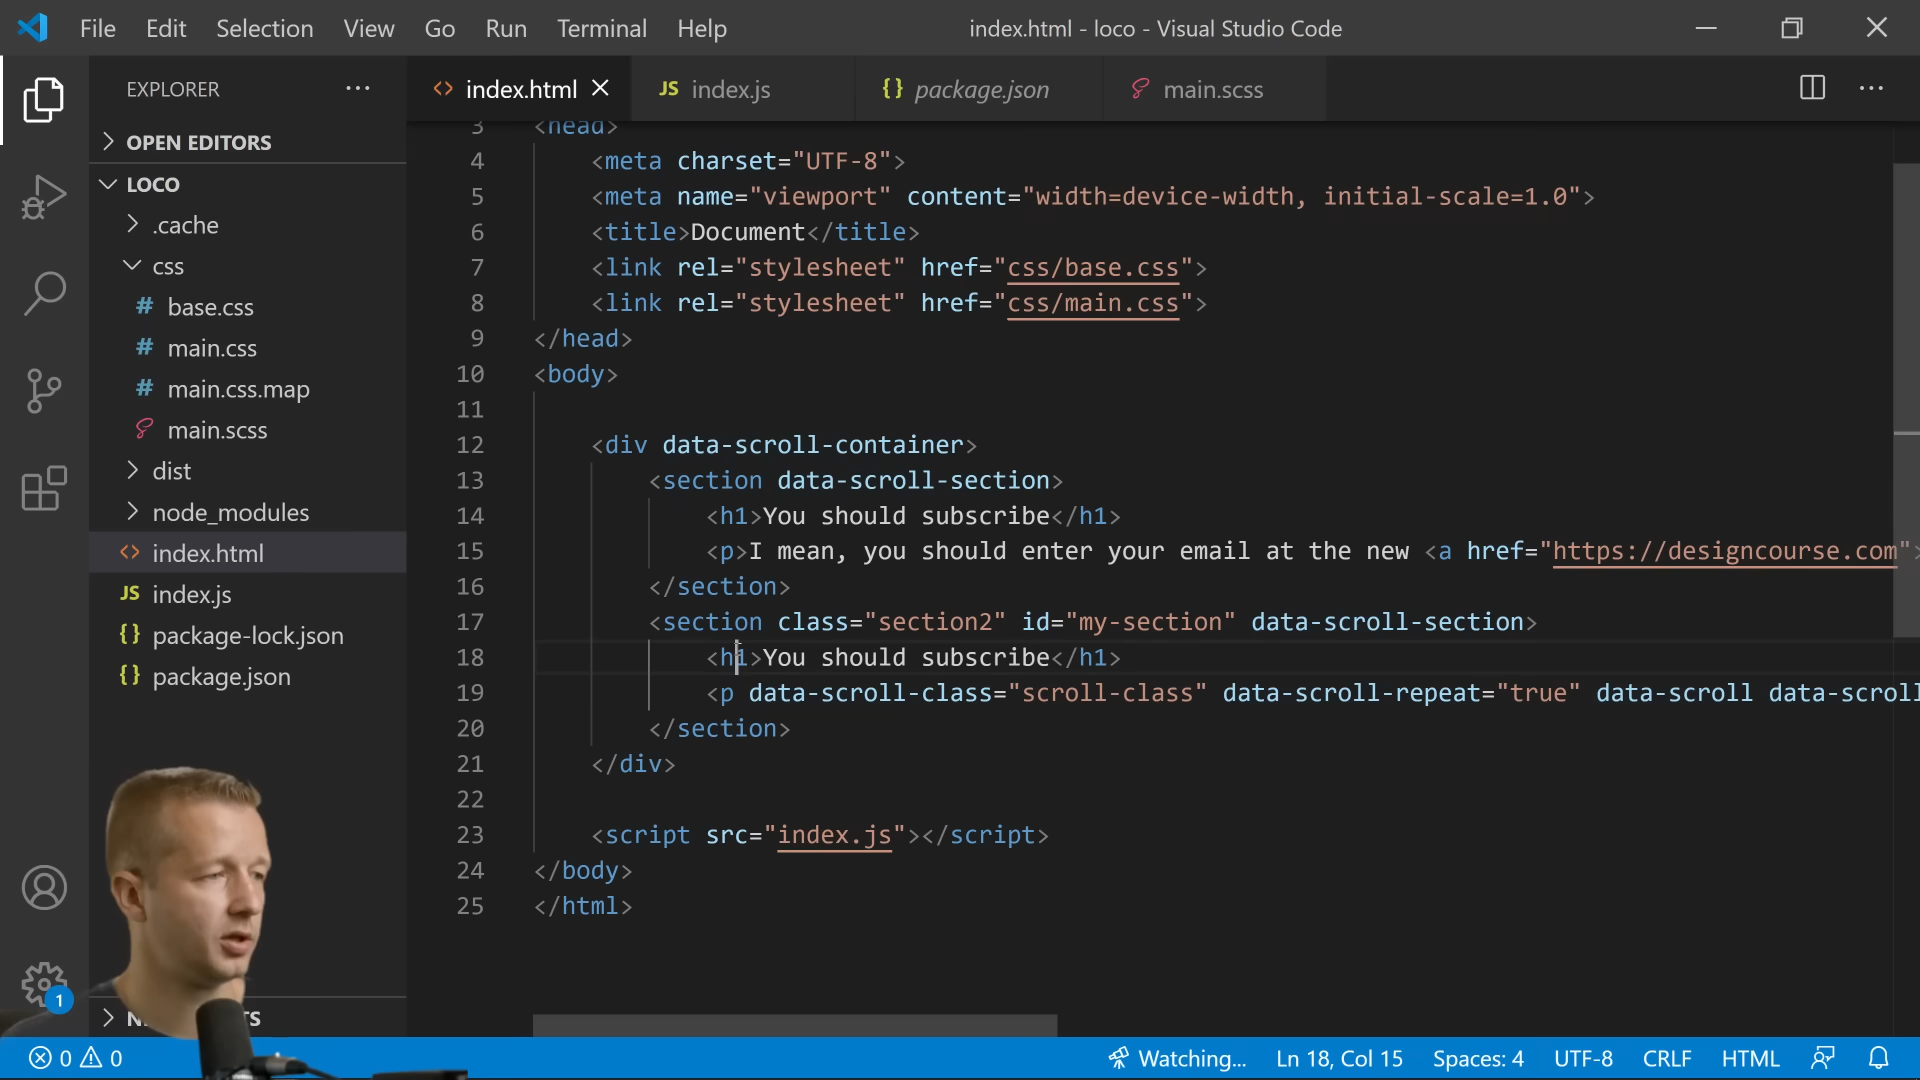 File Edit Selection View Go Run Terminal Help index.html - loco - Visual Studio Code
EXPLORER
index.html
JS index.js
{} package.json
main.scss
OPEN EDITORS
LOCO
.cache
css
# base.css
# main.css
# main.css.map
main.scss
dist
node_modules
<> index.html
JS index.js
{} package-lock.json
{} package.json
3 <head>
4 <meta charset="UTF-8">
5 <meta name="viewport" content="width=device-width, initial-scale=1.0">
6 <title>Document</title>
7 <link rel="stylesheet" href="css/base.css">
8 <link rel="stylesheet" href="css/main.css">
9 </head>
10 <body>
11
12 <div data-scroll-container>
13 <section data-scroll-section>
14 <h1>You should subscribe</h1>
15 <p>I mean, you should enter your email at the new <a href="https://designcourse.com">
16 </section>
17 <section class="section2" id="my-section" data-scroll-section>
18 <h1>You should subscribe</h1>
19 <p data-scroll-class="scroll-class" data-scroll-repeat="true" data-scroll data-scroll
20 </section>
21 </div>
22
23 <script src="index.js"></script>
24 </body>
25 </html>
1
0 0 Watching... Ln 18, Col 15 Spaces: 4 UTF-8 CRLF HTML